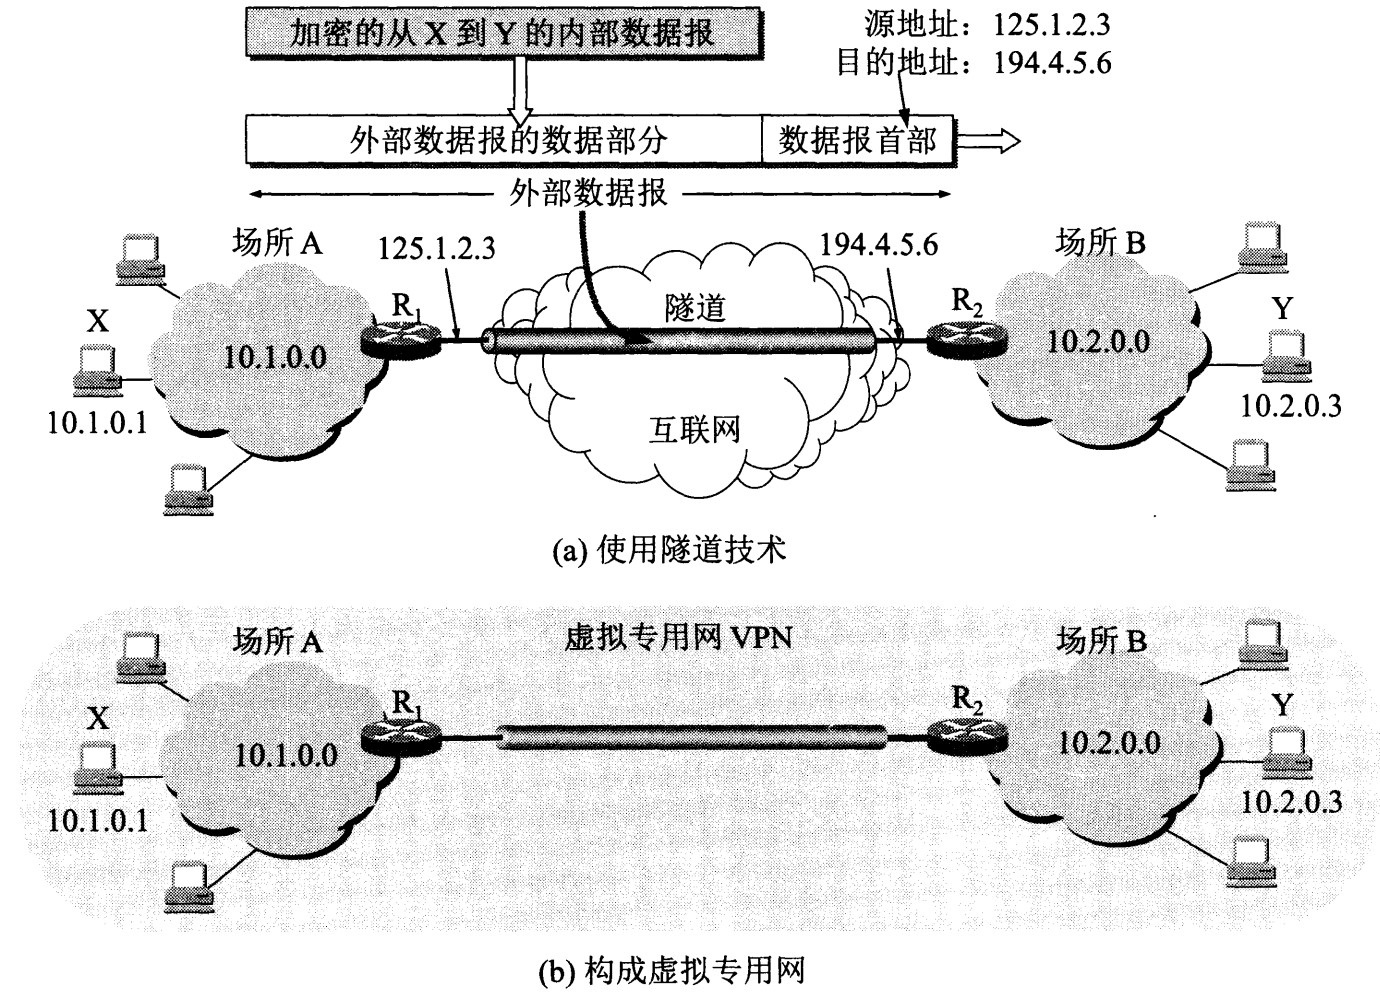 加密的从 X 到 Y 的内部数据报
源地址：125.1.2.3
目的地址：194.4.5.6
外部数据报的数据部分
数据报首部
外部数据报
场所 A
125.1.2.3
194.4.5.6
场所 B
X
R1
隧道
R2
Y
10.1.0.0
10.2.0.0
10.1.0.1
互联网
10.2.0.3
(a) 使用隧道技术
场所 A
虚拟专用网 VPN
场所 B
X
R1
R2
Y
10.1.0.0
10.2.0.0
10.1.0.1
10.2.0.3
(b) 构成虚拟专用网